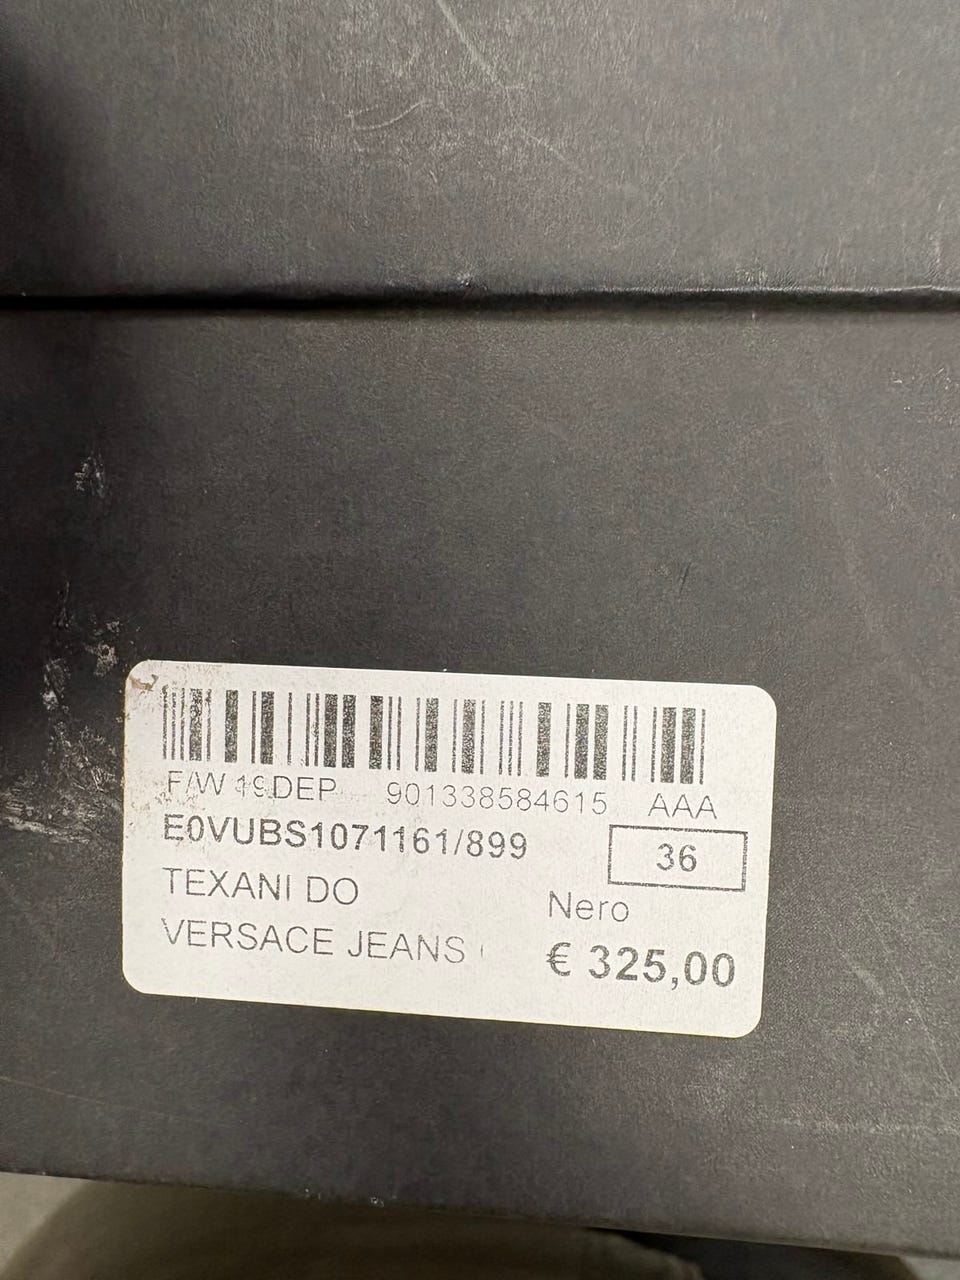 F/W 19DEP 901338584615 AAA
E0VUBS1071161/899
36
TEXANI DO
Nero
VERSACE JEANS
€ 325,00